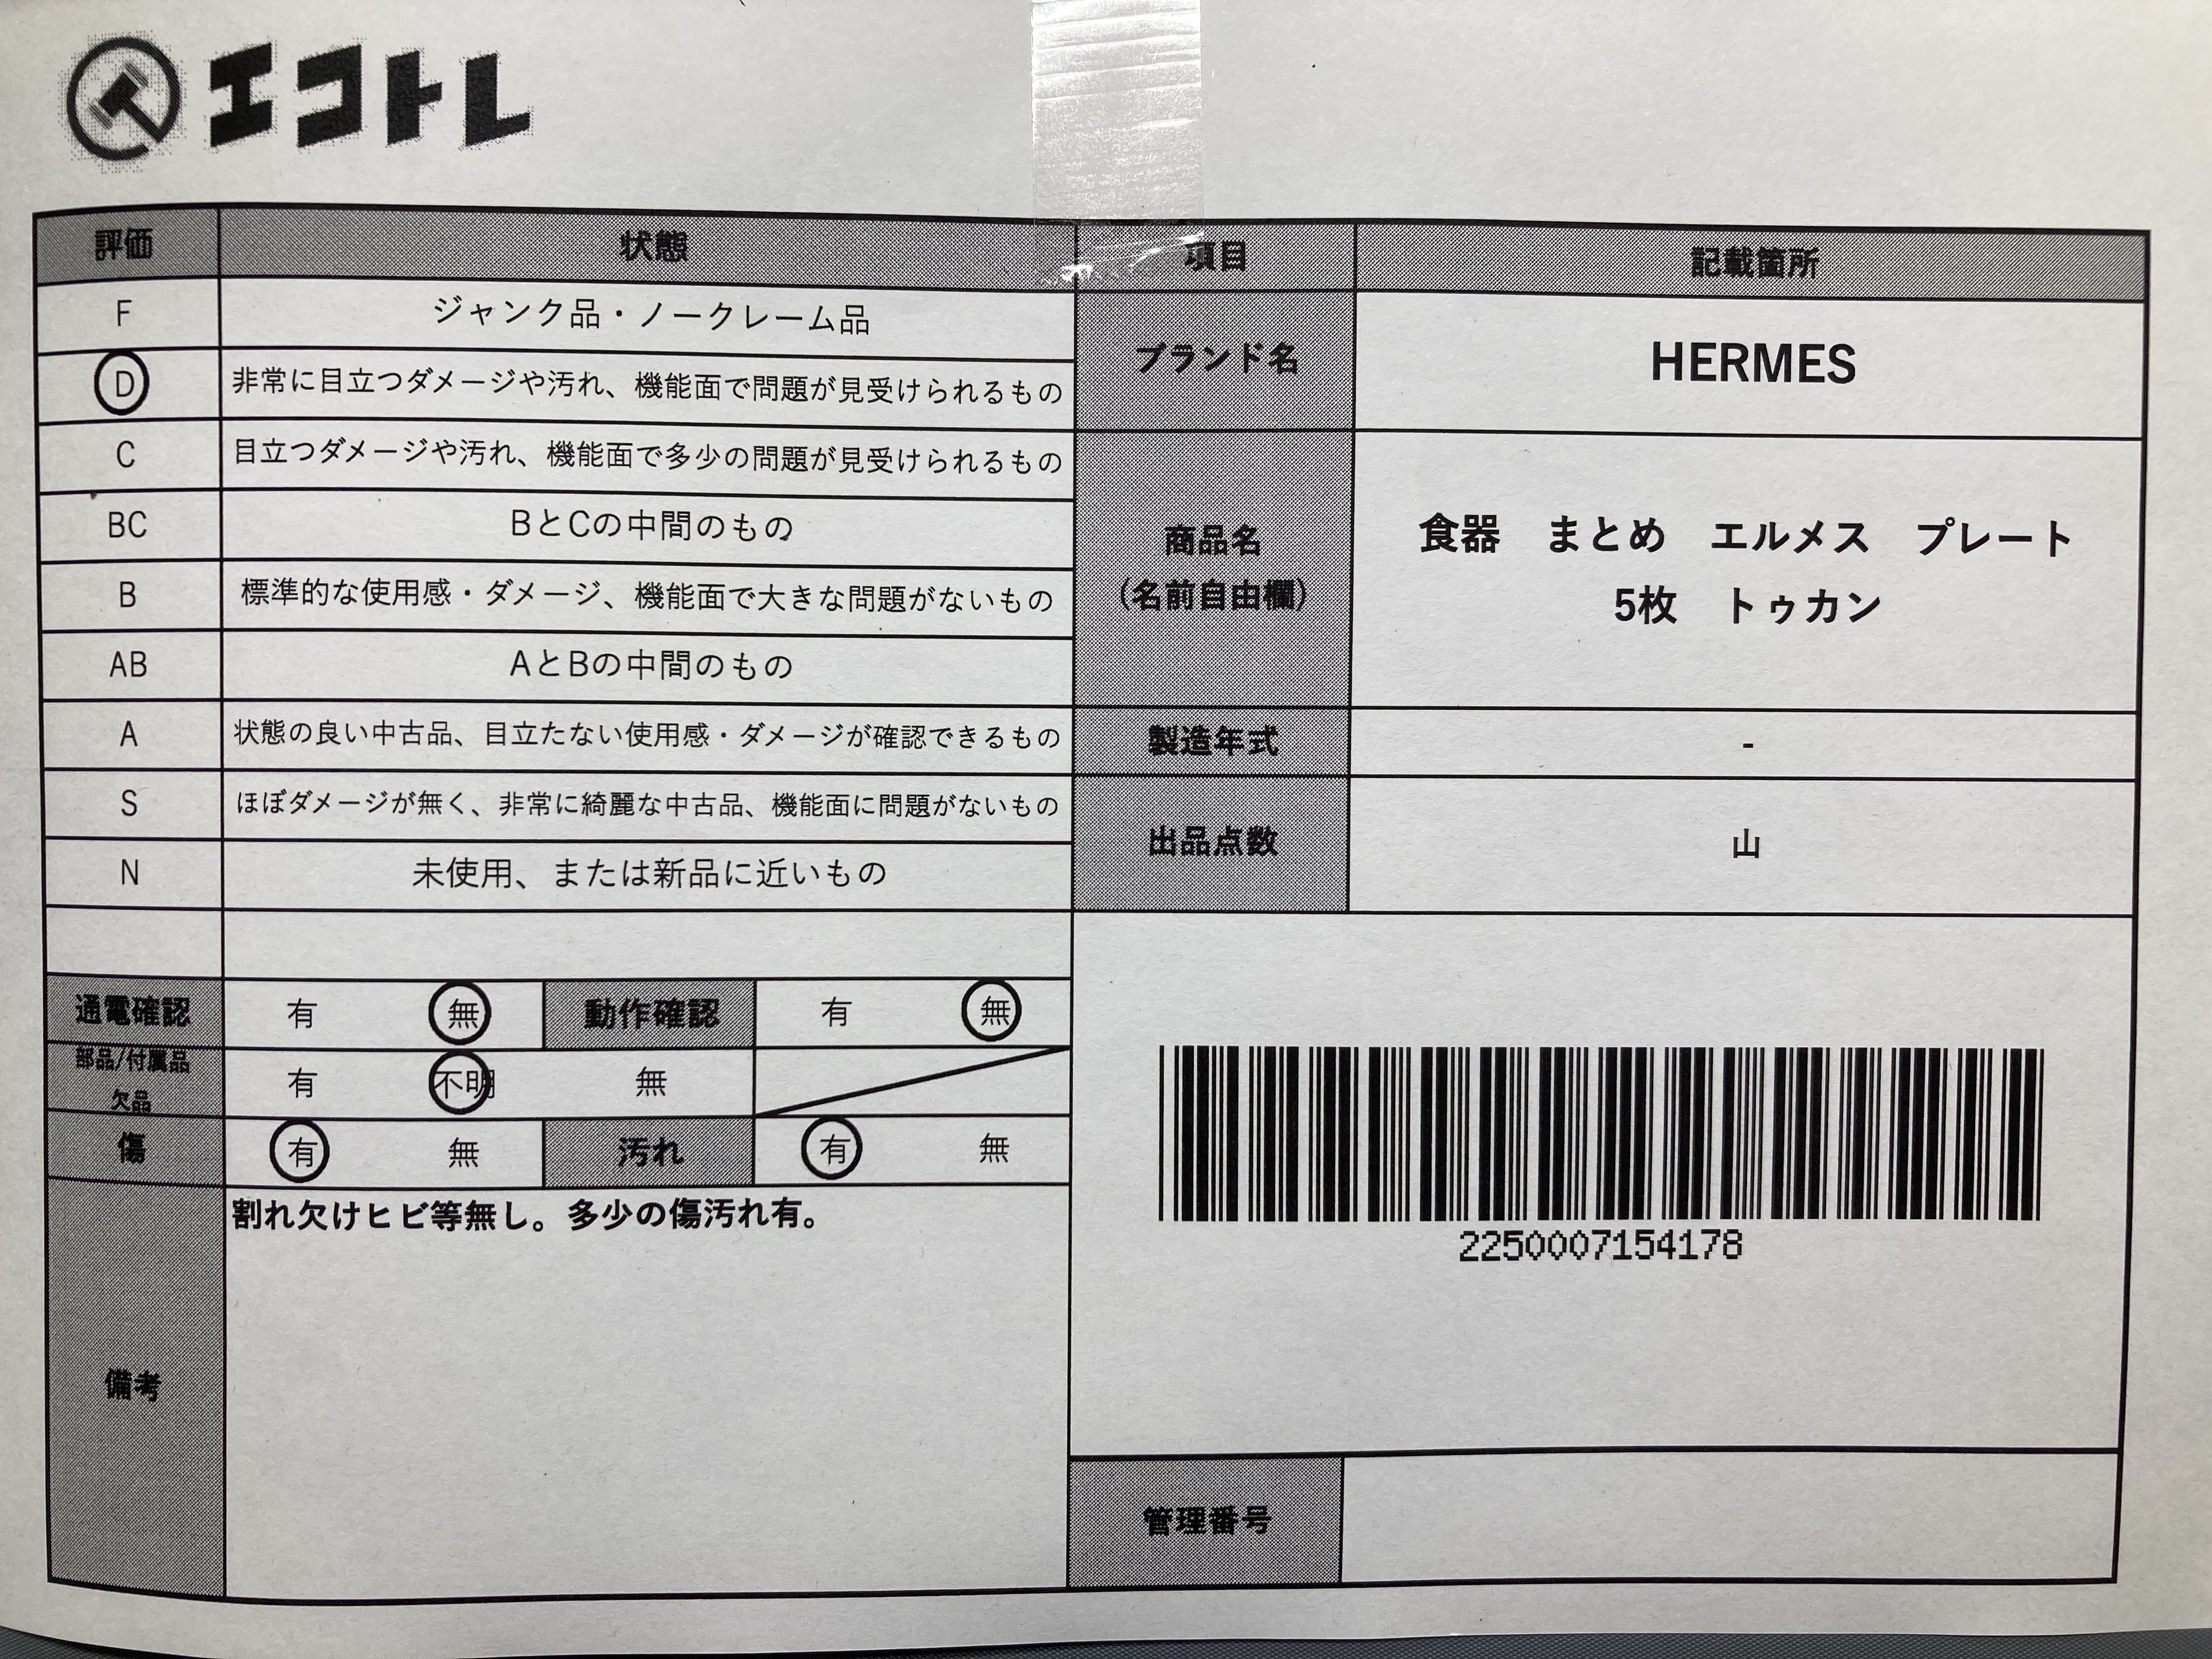 エコトレ
評価 状態 項目 記載箇所
F ジャンク品・ノークレーム品
D 非常に目立つダメージや汚れ、機能面で問題が見受けられるもの
ブランド名 HERMES
C 目立つダメージや汚れ、機能面で多少の問題が見受けられるもの
BC BとCの中間のもの
B 標準的な使用感・ダメージ、機能面で大きな問題がないもの
AB AとBの中間のもの
商品名
(名前自由欄)
食器 まとめ エルメス プレート
5枚 トゥカン
A 状態の良い中古品、目立たない使用感・ダメージが確認できるもの
製造年式 -
S ほぼダメージが無く、非常に綺麗な中古品、機能面に問題がないもの
N 未使用、または新品に近いもの
出品点数 山
通電確認 有 無 動作確認 有 無
部品/付属品
欠品
有 不明 無
傷 有 無 汚れ 有 無
備考
割れ欠けヒビ等無し。多少の傷汚れ有。
2250007154178
管理番号